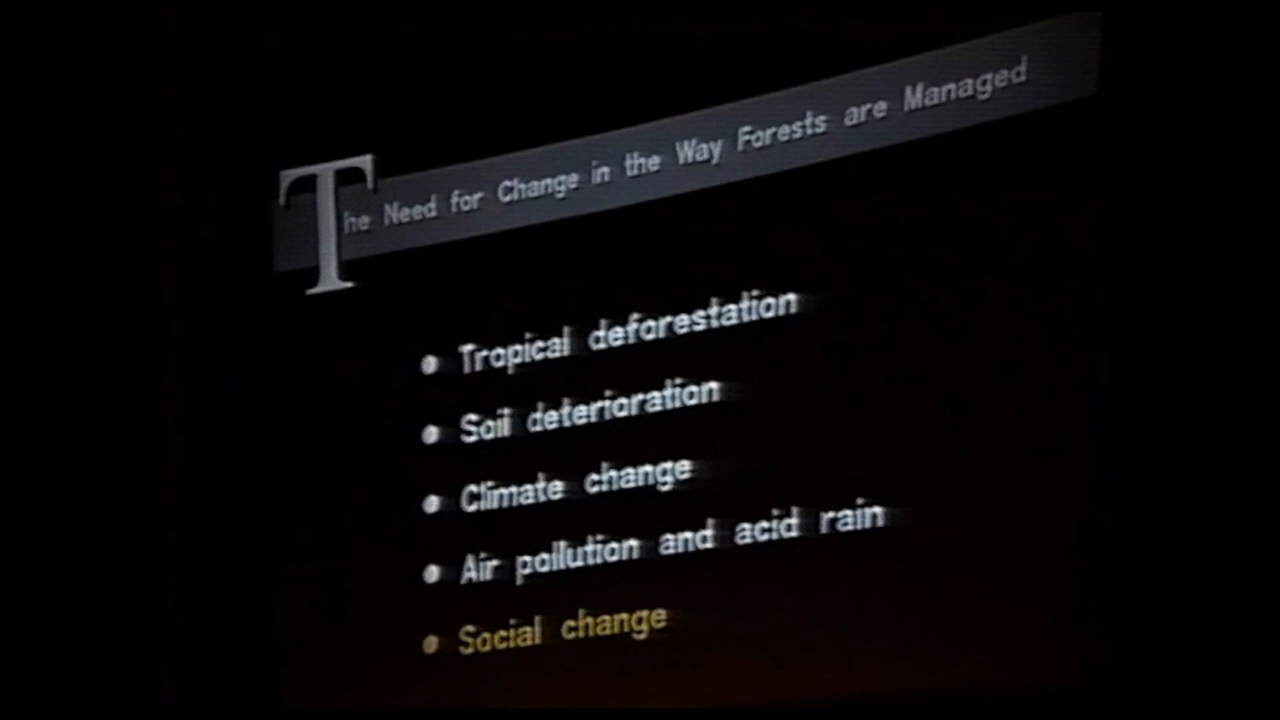 The Need for Change in the Way Forests are Managed
• Tropical deforestation
• Soil deterioration
• Climate change
• Air pollution and acid rain
• Social change